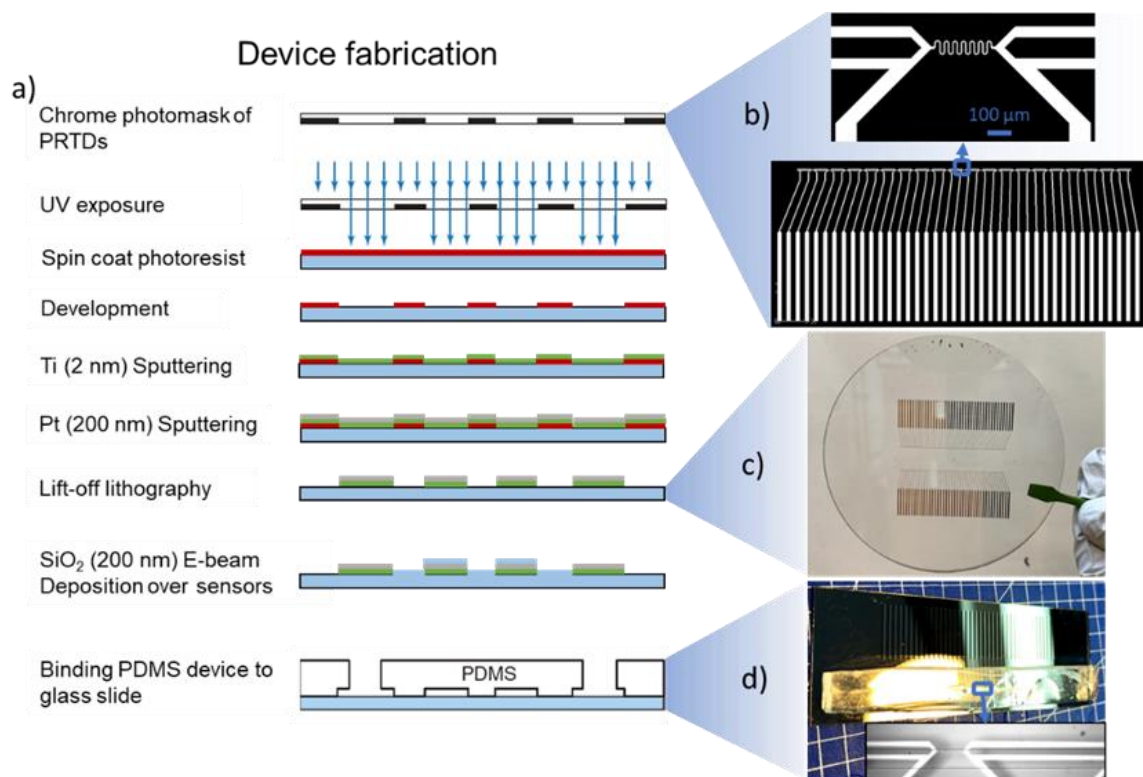 Device fabrication
a)
Chrome photomask of
PRTDs
UV exposure
Spin coat photoresist
Development
Ti (2 nm) Sputtering
Pt (200 nm) Sputtering
Lift-off lithography
SiO₂ (200 nm) E-beam
Deposition over sensors
Binding PDMS device to
glass slide
PDMS
b)
100 µm
c)
d)